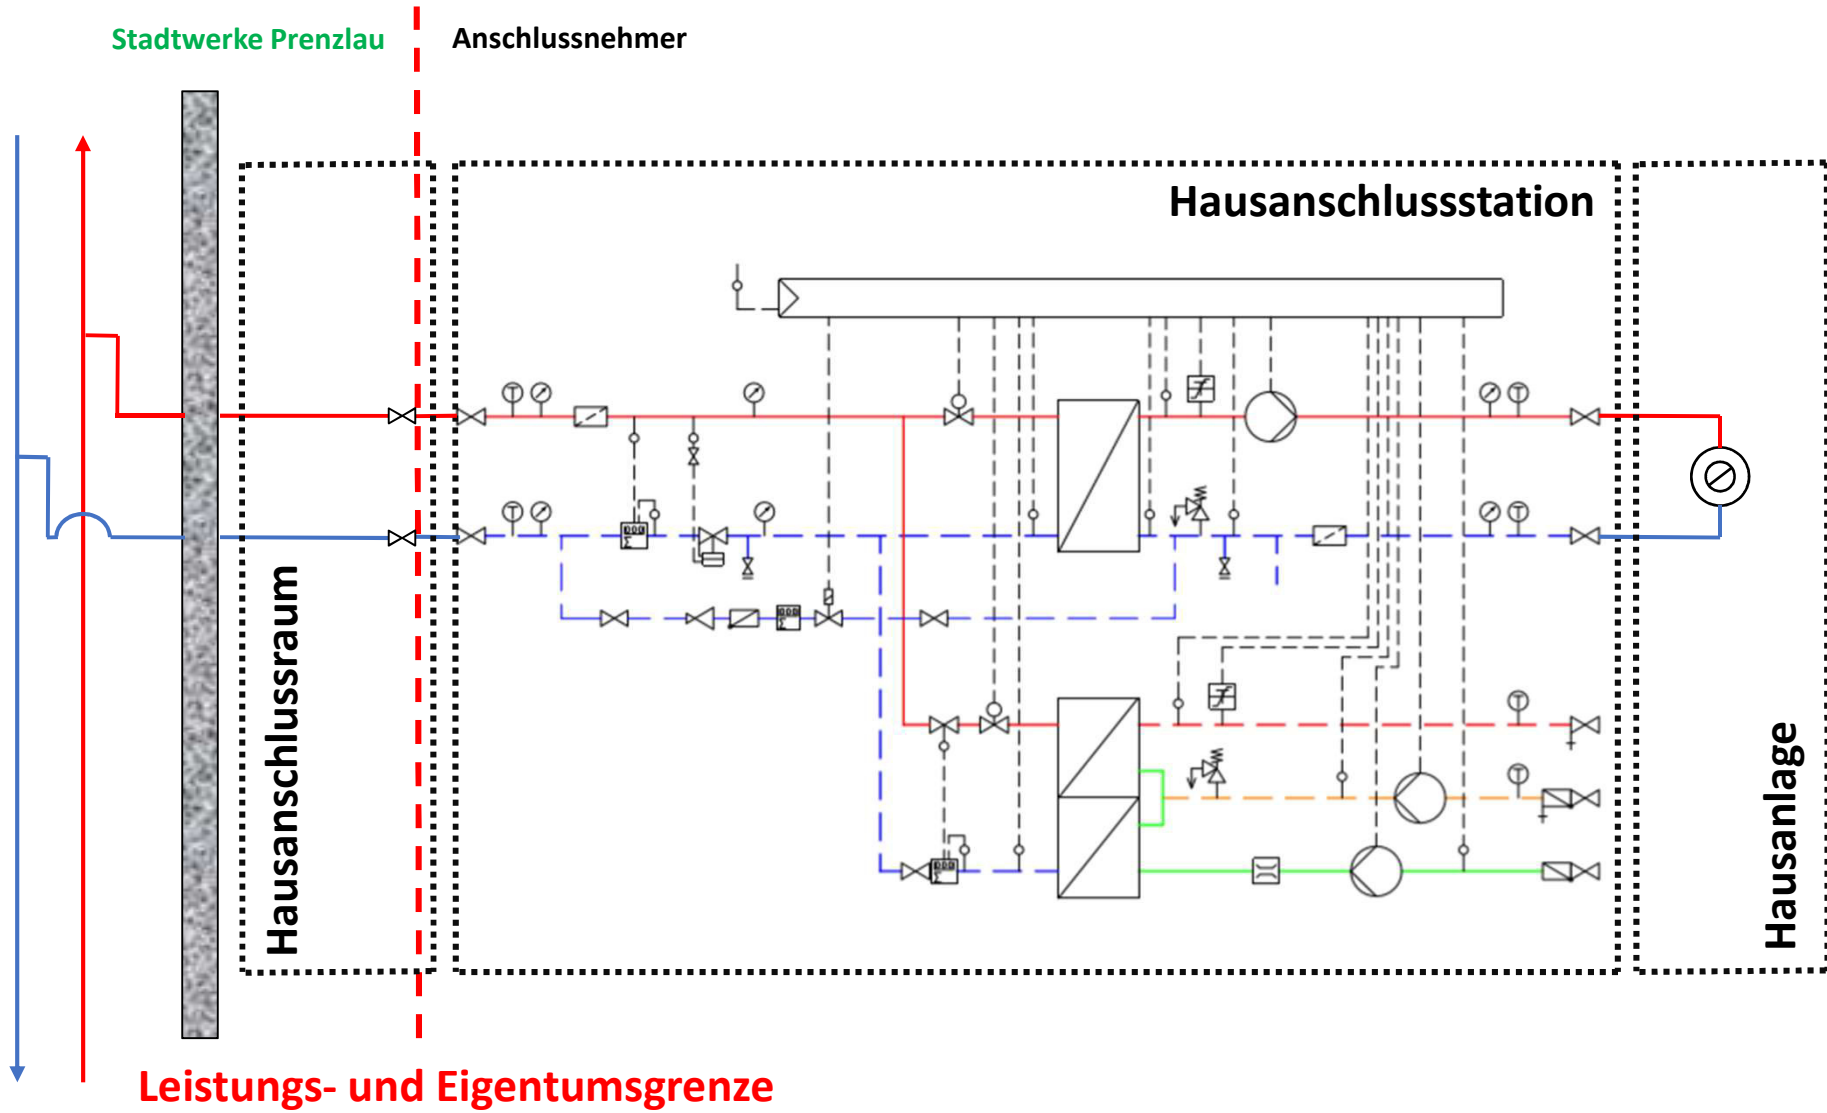 Stadtwerke Prenzlau
Anschlussnehmer
Hausanschlussstation
Hausanschlussraum
Hausanlage
Leistungs- und Eigentumsgrenze